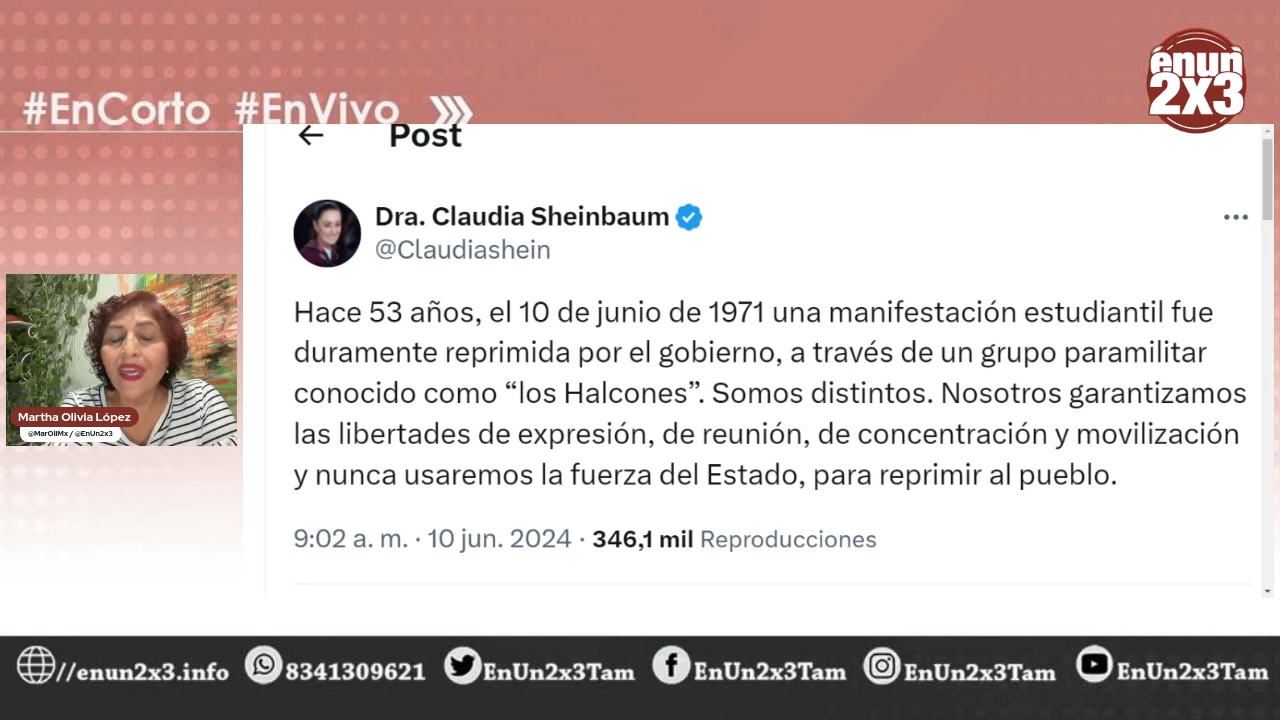 #EnCorto #EnVivo
énun
2x3
Post
Dra. Claudia Sheinbaum
@Claudiashein
Hace 53 años, el 10 de junio de 1971 una manifestación estudiantil fue
duramente reprimida por el gobierno, a través de un grupo paramilitar
conocido como “los Halcones”. Somos distintos. Nosotros garantizamos
las libertades de expresión, de reunión, de concentración y movilización
y nunca usaremos la fuerza del Estado, para reprimir al pueblo.
9:02 a. m. · 10 jun. 2024 · 346,1 mil Reproducciones
Martha Olivia López
@MarOliMx / @EnUn2x3
//enun2x3.info 8341309621 EnUn2x3Tam EnUn2x3Tam EnUn2x3Tam EnUn2x3Tam